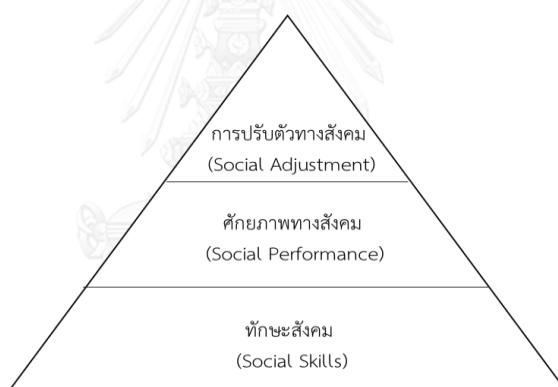 การปรับตัวทางสังคม
(Social Adjustment)
ศักยภาพทางสังคม
(Social Performance)
ทักษะสังคม
(Social Skills)